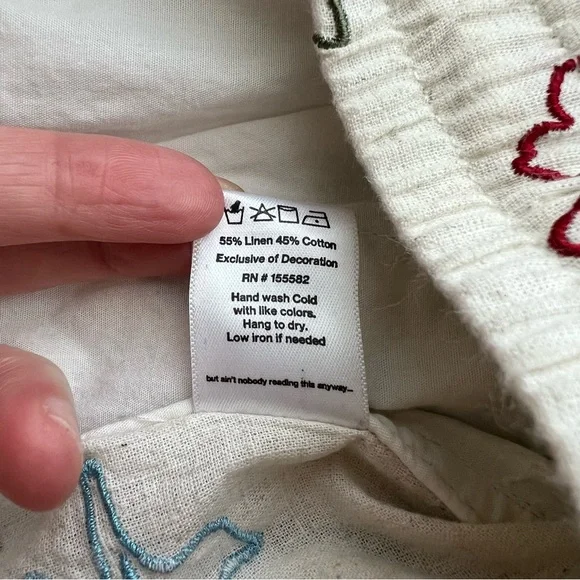 55% Linen 45% Cotton
Exclusive of Decoration
RN # 155582
Hand wash Cold
with like colors.
Hang to dry.
Low iron if needed
but ain't nobody reading this anyway...